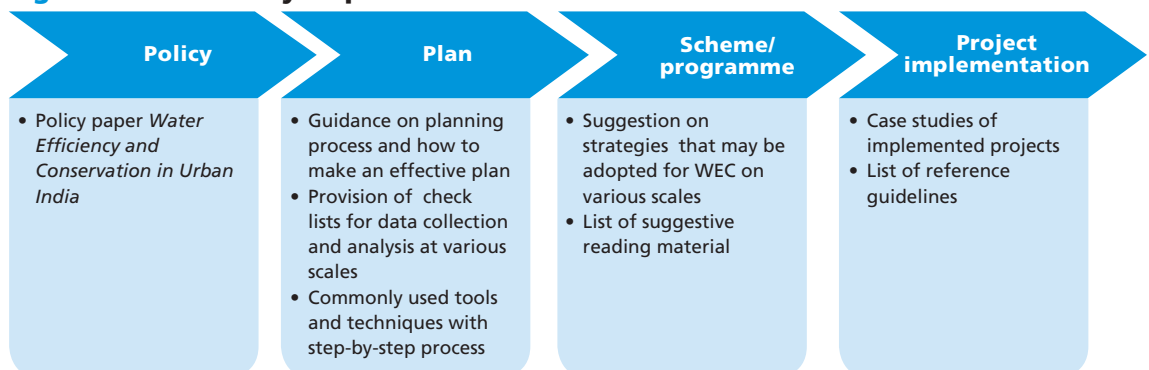 Policy
Plan
Scheme/
programme
Project
implementation
• Policy paper Water
Efficiency and
Conservation in Urban
India
• Guidance on planning
process and how to
make an effective plan
• Provision of check
lists for data collection
and analysis at various
scales
• Commonly used tools
and techniques with
step-by-step process
• Suggestion on
strategies that may be
adopted for WEC on
various scales
• List of suggestive
reading material
• Case studies of
implemented projects
• List of reference
guidelines